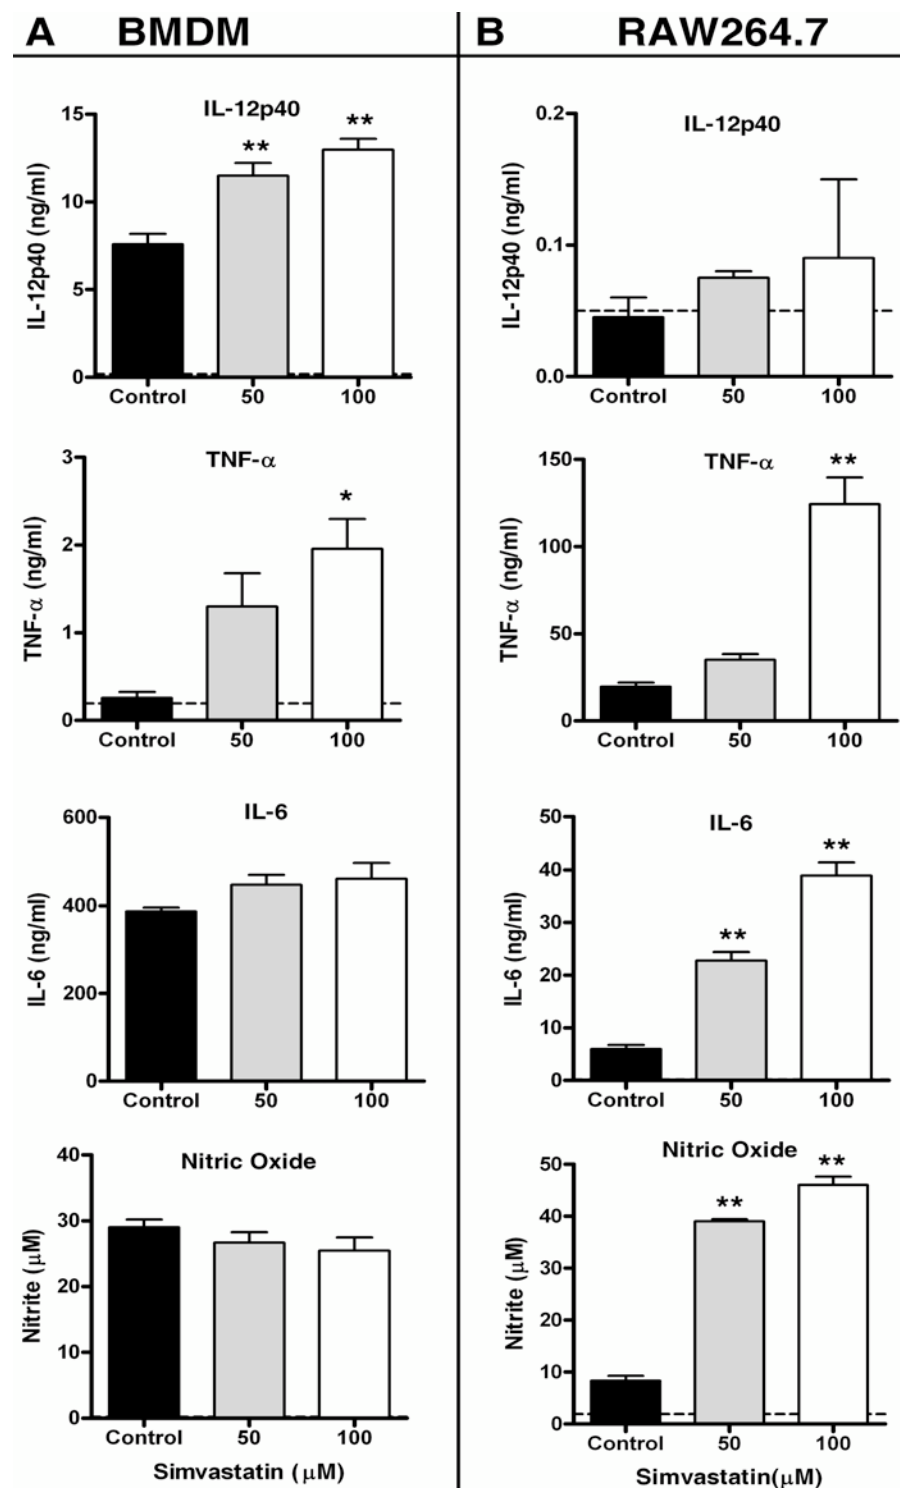 A BMDM
IL-12p40
IL-12p40 (ng/ml)
15
10
5
0
**
**
Control 50 100
TNF-α
TNF-α (ng/ml)
3
2
1
0
*
Control 50 100
IL-6
IL-6 (ng/ml)
600
400
200
0
Control 50 100
Nitric Oxide
Nitrite (μM)
40
30
20
10
0
Control 50 100
Simvastatin (μM)
B RAW264.7
IL-12p40
IL-12p40 (ng/ml)
0.2
0.1
0.0
Control 50 100
TNF-α
TNF-α (ng/ml)
150
100
50
0
**
Control 50 100
IL-6
IL-6 (ng/ml)
50
40
30
20
10
0
**
**
Control 50 100
Nitric Oxide
Nitrite (μM)
50
40
30
20
10
0
**
**
Control 50 100
Simvastatin(μM)